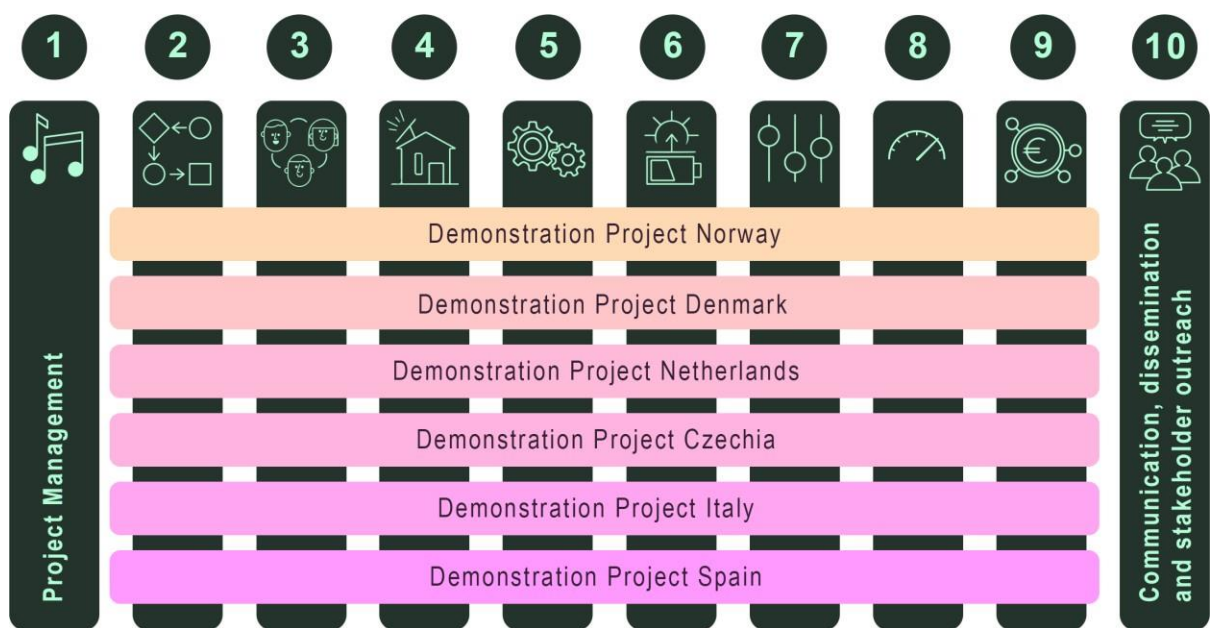 1 2 3 4 5 6 7 8 9 10
Demonstration Project Norway
Demonstration Project Denmark
Demonstration Project Netherlands
Demonstration Project Czechia
Demonstration Project Italy
Demonstration Project Spain
Project Management
Communication, dissemination
and stakeholder outreach
€